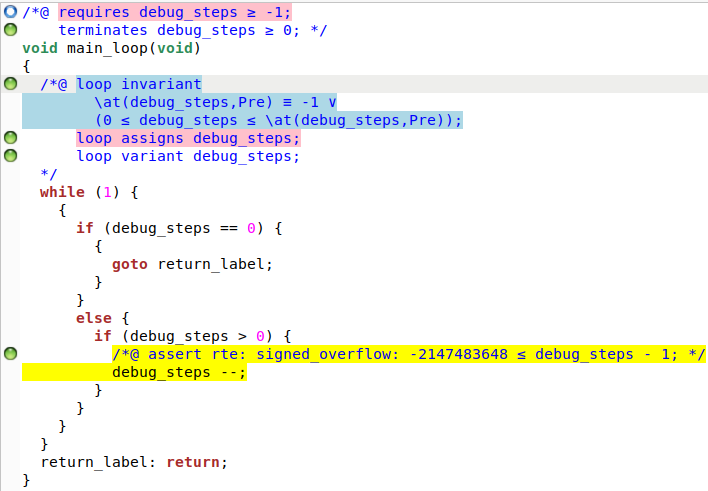 /*@ requires debug_steps ≥ -1;
    terminates debug_steps ≥ 0; */
void main_loop(void)
{
  /*@ loop invariant
        \at(debug_steps,Pre) ≡ -1 ∨
        (0 ≤ debug_steps ≤ \at(debug_steps,Pre));
      loop assigns debug_steps;
      loop variant debug_steps;
  */
  while (1) {
    {
      if (debug_steps == 0) {
        {
          goto return_label;
        }
      }
      else {
        if (debug_steps > 0) {
          /*@ assert rte: signed_overflow: -2147483648 ≤ debug_steps - 1; */
          debug_steps --;
        }
      }
    }
  }
  return_label: return;
}